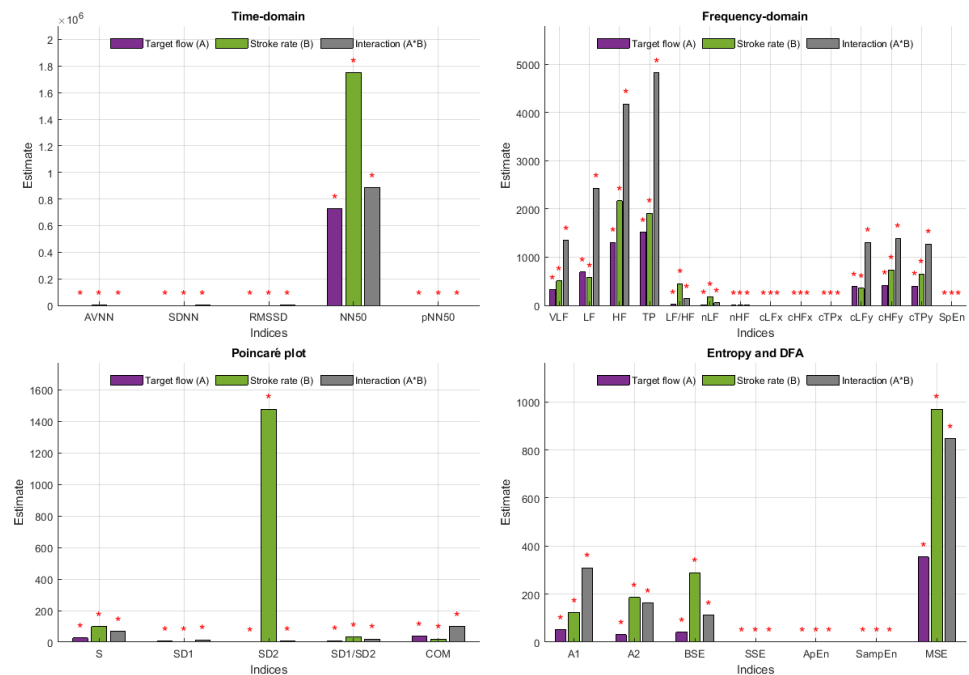 Time-domain
×10⁶
Target flow (A) Stroke rate (B) Interaction (A*B)
2
1.8
1.6
1.4
1.2
1
0.8
0.6
0.4
0.2
0
Estimate
AVNN SDNN RMSSD NN50 pNN50
Indices
Frequency-domain
Target flow (A) Stroke rate (B) Interaction (A*B)
5000
4000
3000
2000
1000
0
Estimate
VLF LF HF TP LF/HF nLF nHF cLFx cHFx cTPx cLFy cHFy cTPy SpEn
Indices
Poincaré plot
Target flow (A) Stroke rate (B) Interaction (A*B)
1600
1400
1200
1000
800
600
400
200
0
Estimate
S SD1 SD2 SD1/SD2 COM
Indices
Entropy and DFA
Target flow (A) Stroke rate (B) Interaction (A*B)
1000
800
600
400
200
0
Estimate
A1 A2 BSE SSE ApEn SampEn MSE
Indices